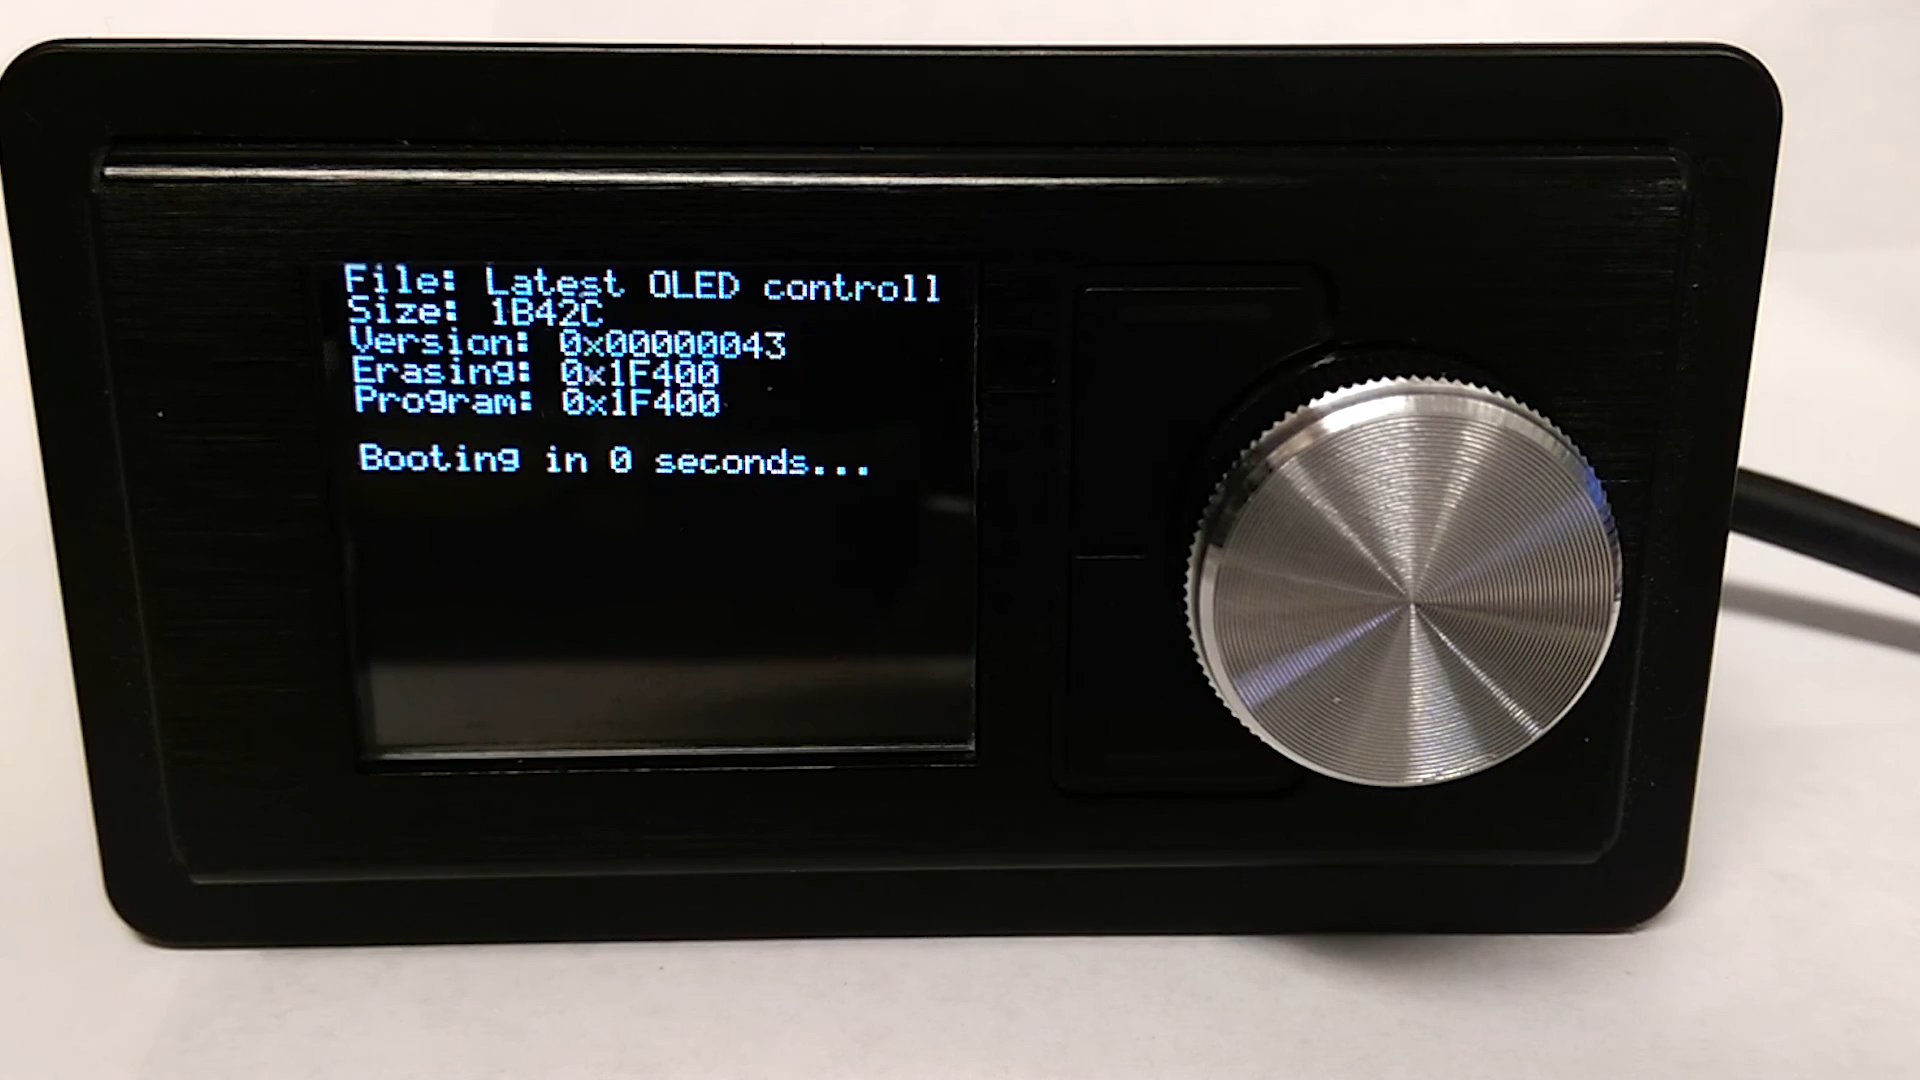 File: Latest OLED controll
Size: 1B42C
Version: 0x00000043
Erasing: 0x1F400
Program: 0x1F400
Booting in 0 seconds...